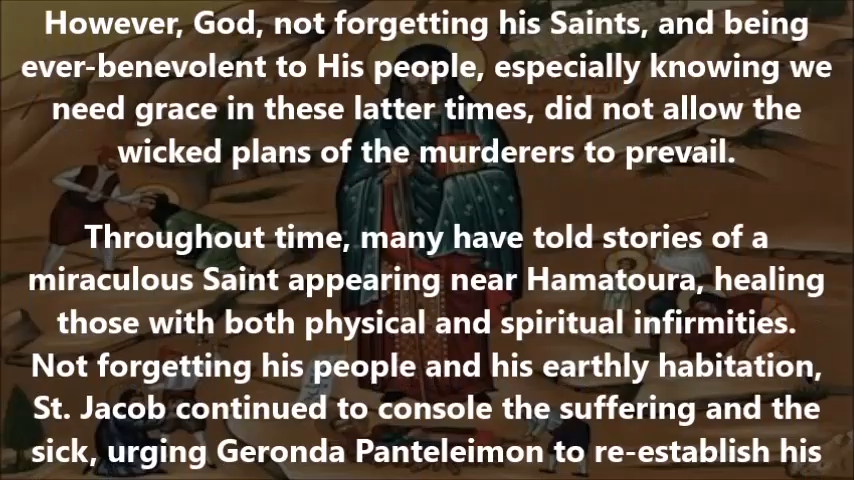 However, God, not forgetting his Saints, and being
ever-benevolent to His people, especially knowing we
need grace in these latter times, did not allow the
wicked plans of the murderers to prevail.
Throughout time, many have told stories of a
miraculous Saint appearing near Hamatoura, healing
those with both physical and spiritual infirmities.
Not forgetting his people and his earthly habitation,
St. Jacob continued to console the suffering and the
sick, urging Geronda Panteleimon to re-establish his